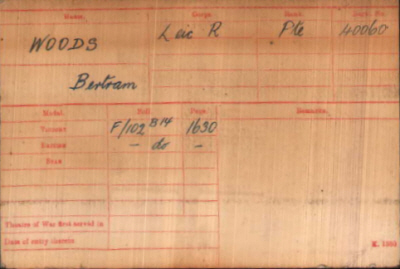 Name. Corps. Rank. Regtl. No.
WOODS Leic R Pte 40060
Bertram
Medal. Roll. Page. Remarks.
Victory F/102 B14 1630
British - do -
Star
Theatre of War first served in
Date of entry therein
K. 1380